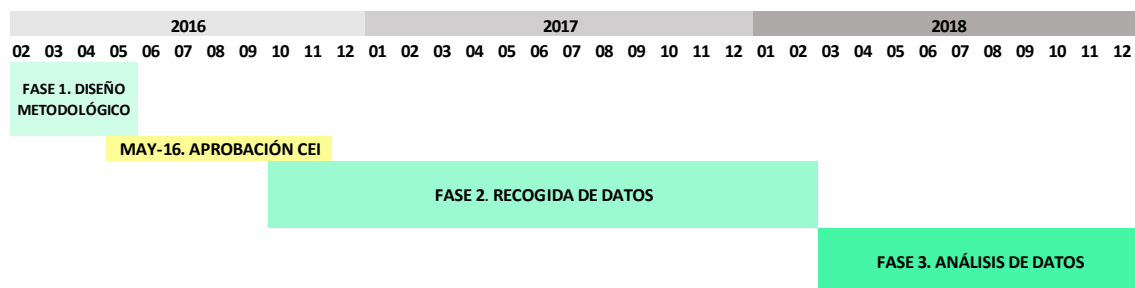 2016 2017 2018
02 03 04 05 06 07 08 09 10 11 12 01 02 03 04 05 06 07 08 09 10 11 12 01 02 03 04 05 06 07 08 09 10 11 12
FASE 1. DISEÑO
METODOLÓGICO
MAY-16. APROBACIÓN CEI
FASE 2. RECOGIDA DE DATOS
FASE 3. ANÁLISIS DE DATOS